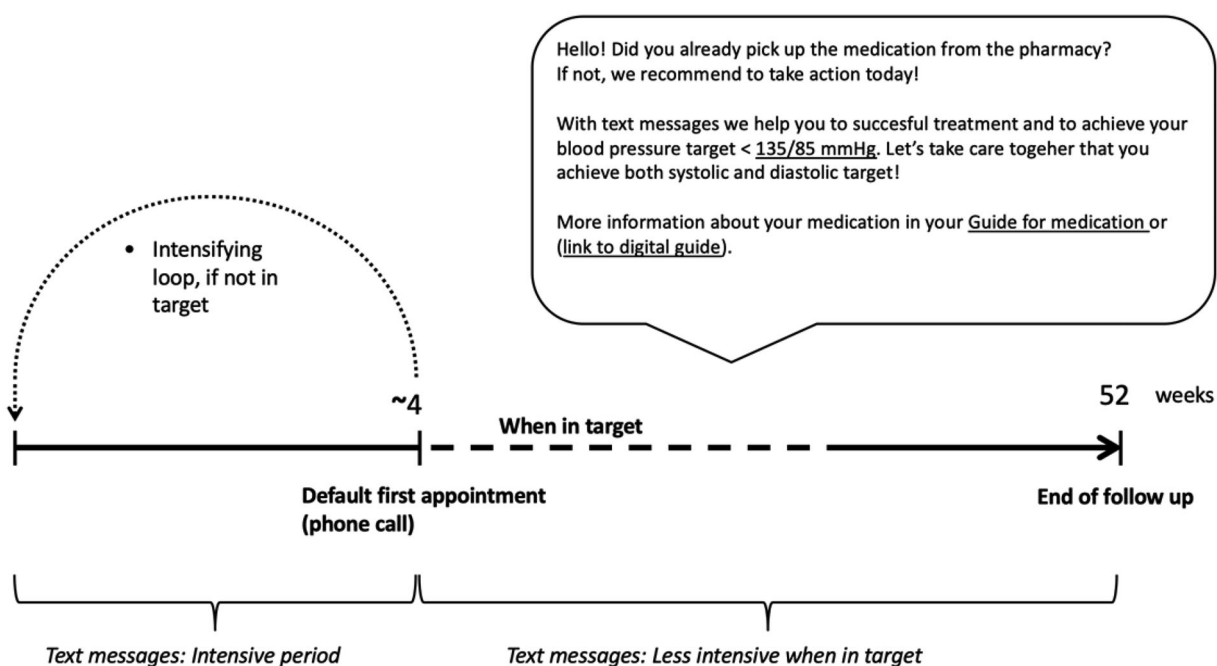 Hello! Did you already pick up the medication from the pharmacy?
If not, we recommend to take action today!
With text messages we help you to succesful treatment and to achieve your
blood pressure target < 135/85 mmHg. Let's take care togeher that you
achieve both systolic and diastolic target!
More information about your medication in your Guide for medication or
(link to digital guide).
• Intensifying
loop, if not in
target
~4
52 weeks
When in target
Default first appointment
(phone call)
End of follow up
Text messages: Intensive period
Text messages: Less intensive when in target